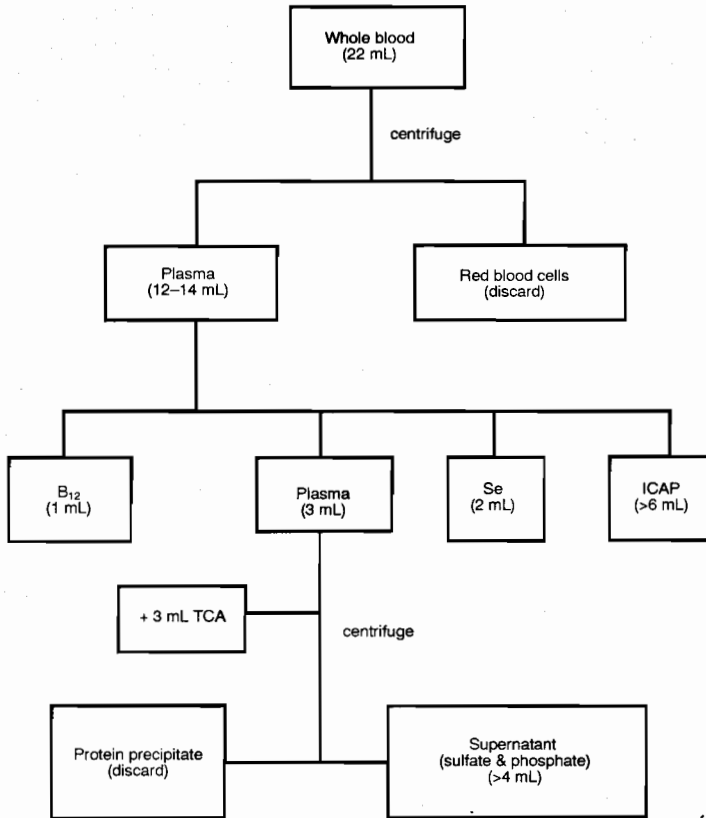 Whole blood
(22 mL)
centrifuge
Plasma
(12–14 mL)
Red blood cells
(discard)
B₁₂
(1 mL)
Plasma
(3 mL)
Se
(2 mL)
ICAP
(>6 mL)
+ 3 mL TCA
centrifuge
Protein precipitate
(discard)
Supernatant
(sulfate & phosphate)
(>4 mL)